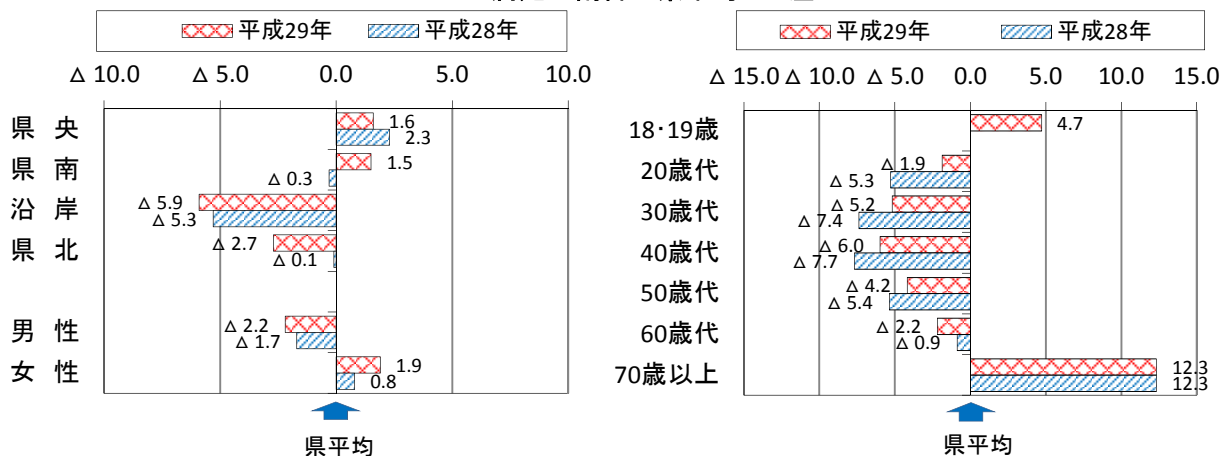 平成29年 平成28年
△ 10.0 △ 5.0 0.0 5.0 10.0
県 央 1.6
2.3
県 南 1.5
△ 0.3
沿 岸 △ 5.9
△ 5.3
県 北 △ 2.7
△ 0.1
男 性 △ 2.2
△ 1.7
女 性 1.9
0.8
県平均
平成29年 平成28年
△ 15.0 △ 10.0 △ 5.0 0.0 5.0 10.0 15.0
18･19歳 4.7
20歳代 △ 1.9
△ 5.3
30歳代 △ 5.2
△ 7.4
40歳代 △ 6.0
△ 7.7
50歳代 △ 4.2
△ 5.4
60歳代 △ 2.2
△ 0.9
70歳以上 12.3
12.3
県平均